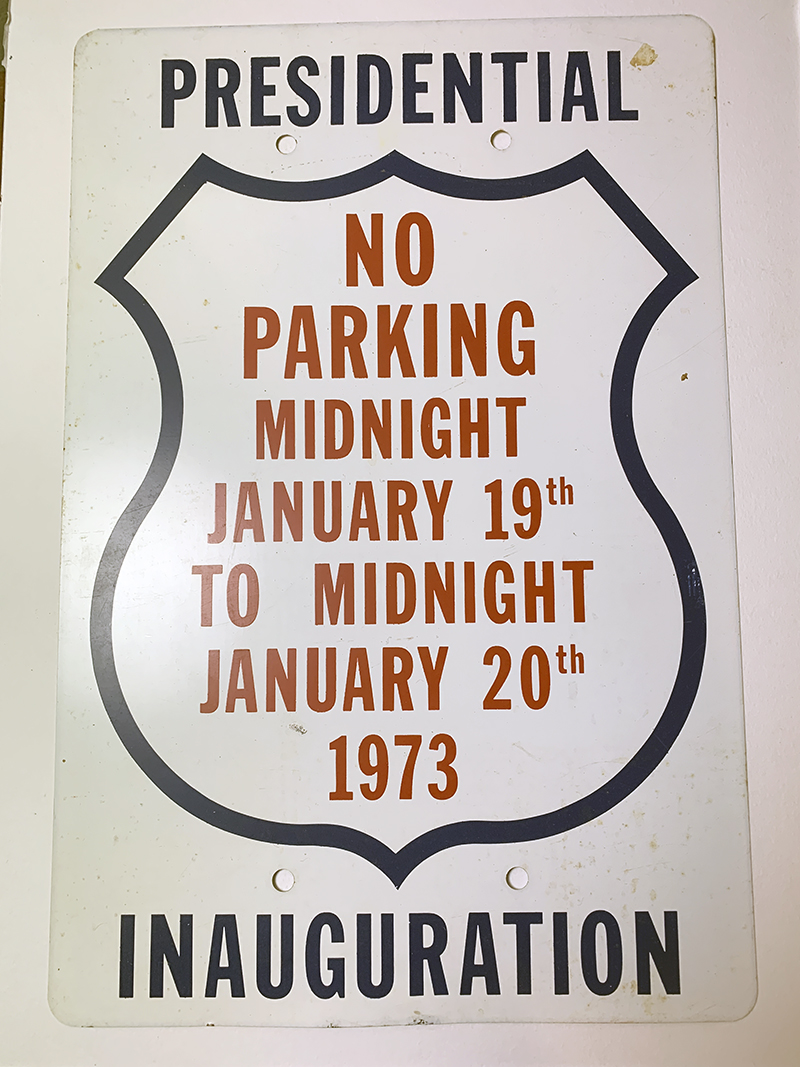 PRESIDENTIAL
NO
PARKING
MIDNIGHT
JANUARY 19th
TO MIDNIGHT
JANUARY 20th
1973
INAUGURATION